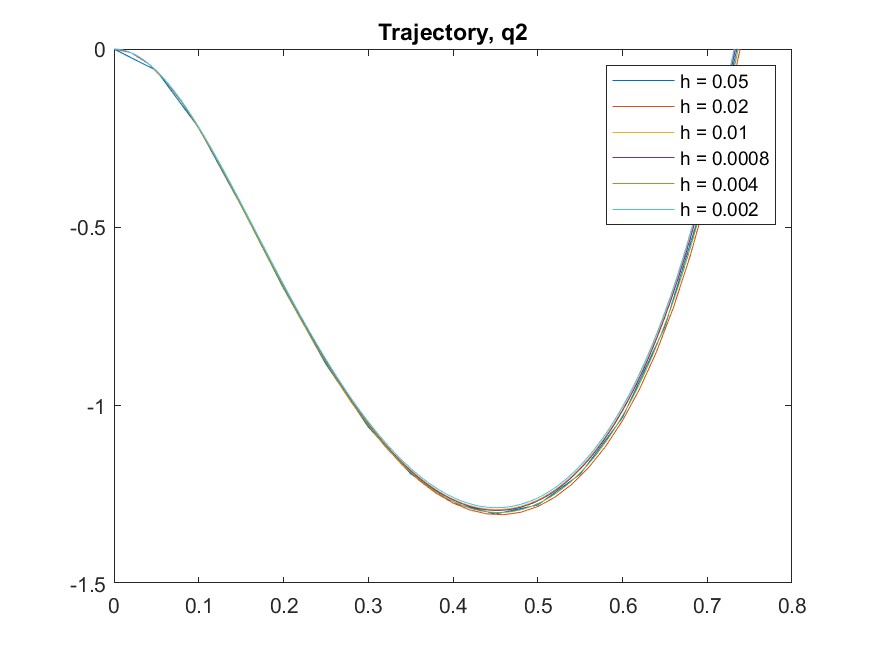 Trajectory, q2
0
-0.5
-1
-1.5
h = 0.05
h = 0.02
h = 0.01
h = 0.0008
h = 0.004
h = 0.002
0 0.1 0.2 0.3 0.4 0.5 0.6 0.7 0.8